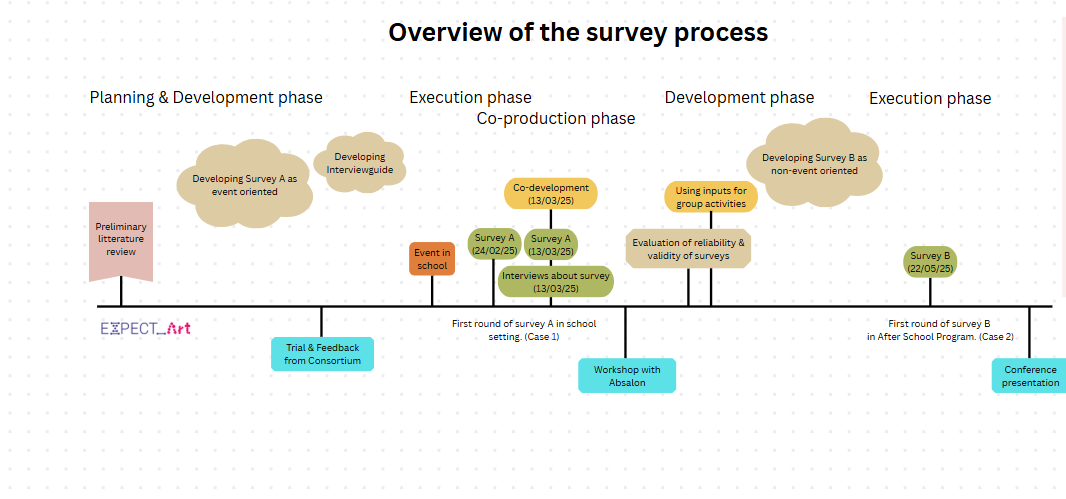 Overview of the survey process
Planning & Development phase
Execution phase
Co-production phase
Development phase
Execution phase
Preliminary
litterature
review
Developing Survey A as
event oriented
Developing
Interviewguide
Event in
school
Survey A
(24/02/25)
Co-development
(13/03/25)
Survey A
(13/03/25)
Interviews about survey
(13/03/25)
Using inputs for
group activities
Evaluation of reliability &
validity of surveys
Developing Survey B as
non-event oriented
Survey B
(22/05/25)
EXPECT_Art
Trial & Feedback
from Consortium
First round of survey A in school
setting. (Case 1)
Workshop with
Absalon
First round of survey B
in After School Program. (Case 2)
Conference
presentation